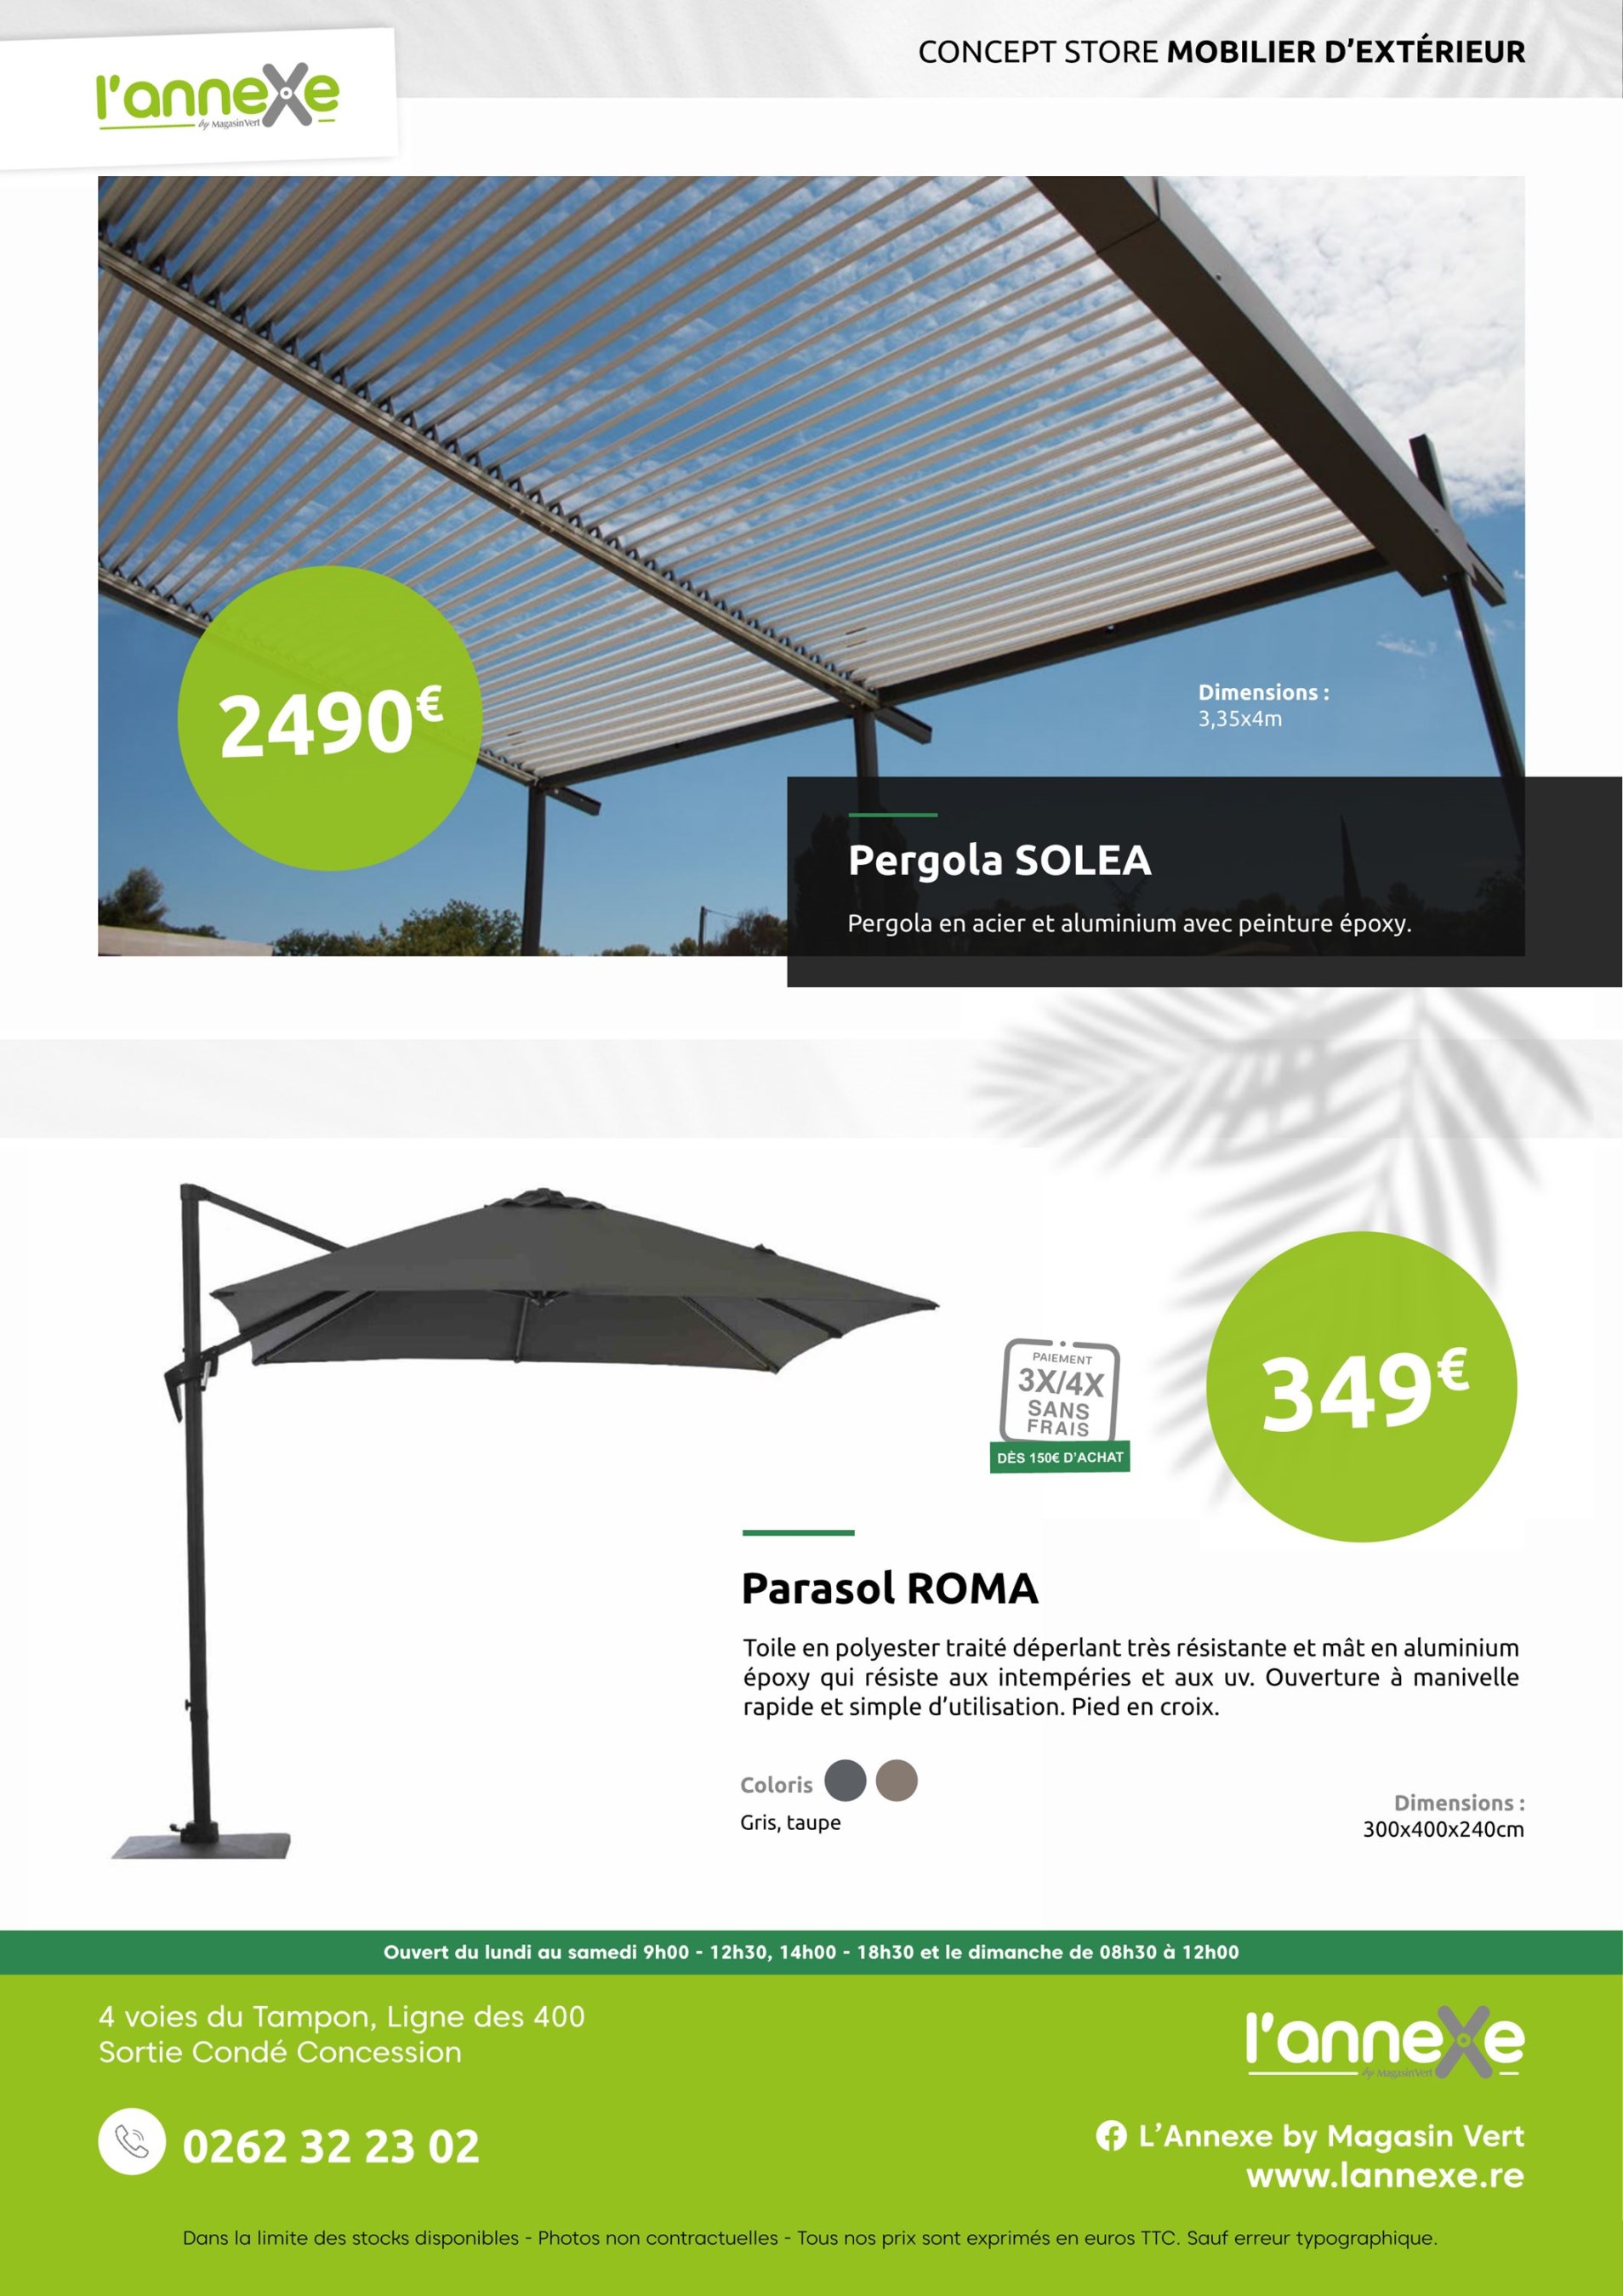 CONCEPT STORE MOBILIER D'EXTÉRIEUR
l'annexe
by MagasinVert
2490€
Dimensions :
3,35x4m
Pergola SOLEA
Pergola en acier et aluminium avec peinture époxy.
PAIEMENT
3X/4X
SANS
FRAIS
DÈS 150€ D'ACHAT
349€
Parasol ROMA
Toile en polyester traité déperlant très résistante et mât en aluminium
époxy qui résiste aux intempéries et aux uv. Ouverture à manivelle
rapide et simple d'utilisation. Pied en croix.
Coloris
Gris, taupe
Dimensions :
300x400x240cm
Ouvert du lundi au samedi 9h00 - 12h30, 14h00 - 18h30 et le dimanche de 08h30 à 12h00
4 voies du Tampon, Ligne des 400
Sortie Condé Concession
0262 32 23 02
l'annexe
by MagasinVert
L'Annexe by Magasin Vert
www.lannexe.re
Dans la limite des stocks disponibles - Photos non contractuelles - Tous nos prix sont exprimés en euros TTC. Sauf erreur typographique.